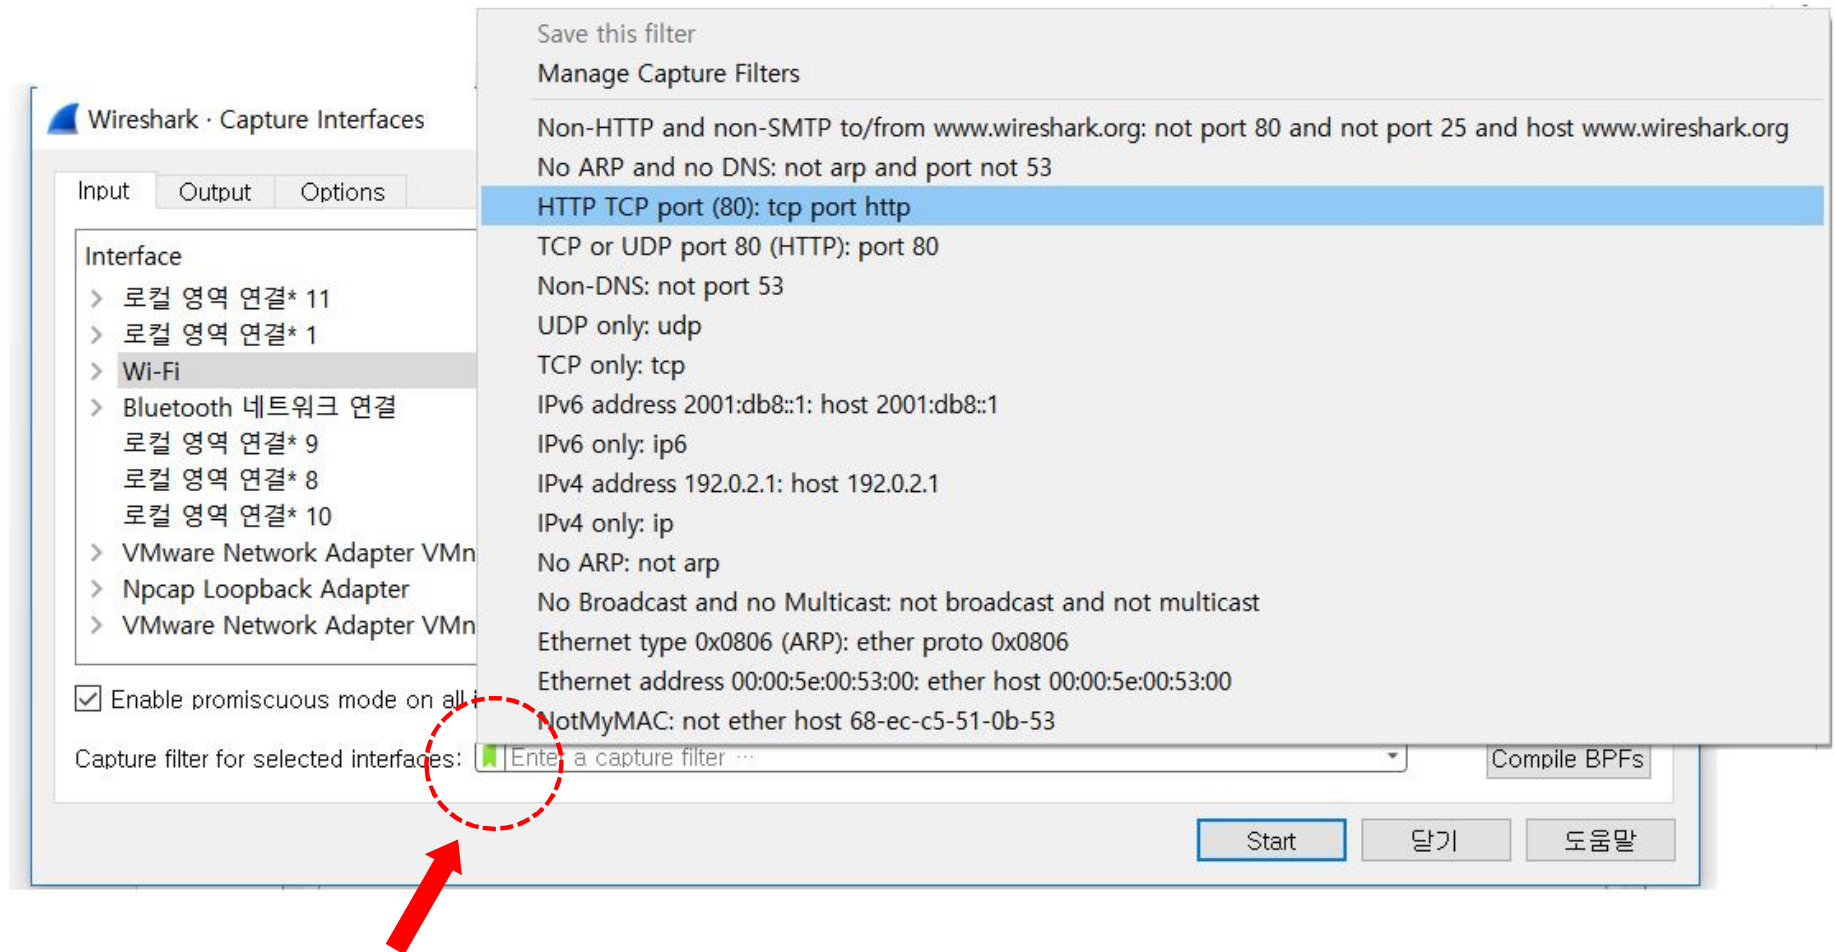 Save this filter
Manage Capture Filters
Non-HTTP and non-SMTP to/from www.wireshark.org: not port 80 and not port 25 and host www.wireshark.org
No ARP and no DNS: not arp and port not 53
HTTP TCP port (80): tcp port http
TCP or UDP port 80 (HTTP): port 80
Non-DNS: not port 53
UDP only: udp
TCP only: tcp
IPv6 address 2001:db8::1: host 2001:db8::1
IPv6 only: ip6
IPv4 address 192.0.2.1: host 192.0.2.1
IPv4 only: ip
No ARP: not arp
No Broadcast and no Multicast: not broadcast and not multicast
Ethernet type 0x0806 (ARP): ether proto 0x0806
Ethernet address 00:00:5e:00:53:00: ether host 00:00:5e:00:53:00
NotMyMAC: not ether host 68-ec-c5-51-0b-53
Wireshark · Capture Interfaces
Input Output Options
Interface
로컬 영역 연결* 11
로컬 영역 연결* 1
Wi-Fi
Bluetooth 네트워크 연결
로컬 영역 연결* 9
로컬 영역 연결* 8
로컬 영역 연결* 10
VMware Network Adapter VMn
Npcap Loopback Adapter
VMware Network Adapter VMn
Enable promiscuous mode on all
Capture filter for selected interfaces: Enter a capture filter ··· Compile BPFs
Start 닫기 도움말